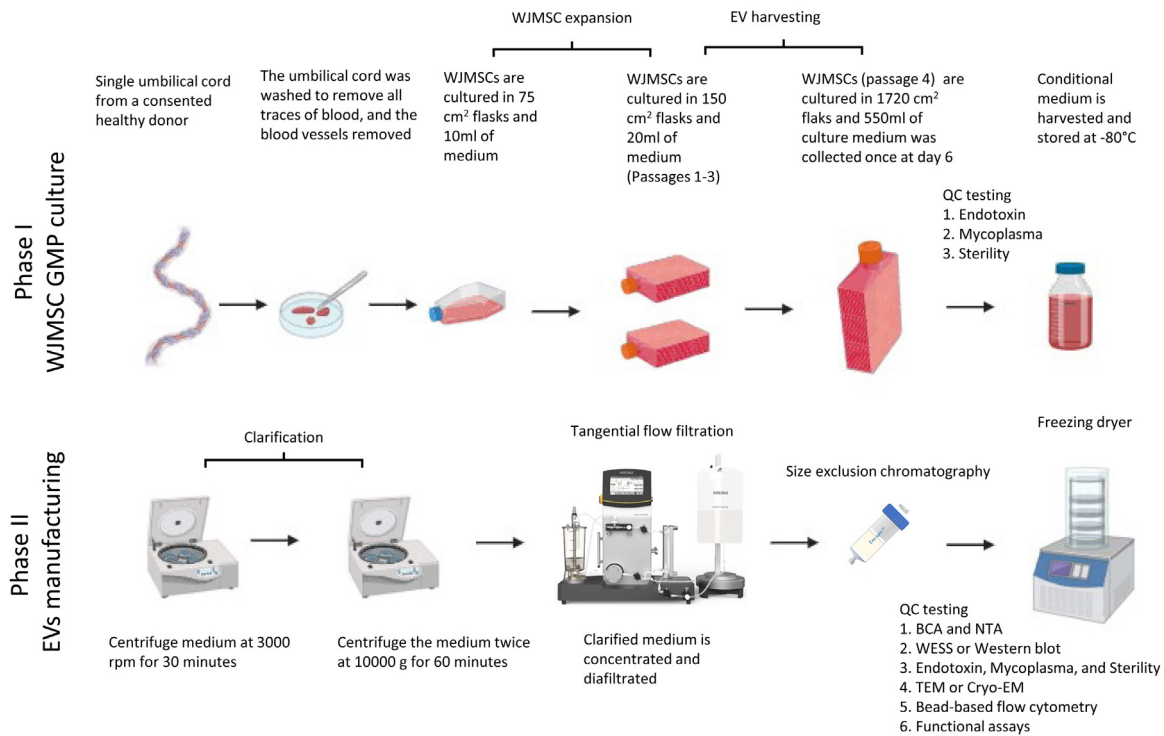 WJMSC expansion
EV harvesting
Single umbilical cord
from a consented
healthy donor
The umbilical cord was
washed to remove all
traces of blood, and the
blood vessels removed
WJMSCs are
cultured in 75
cm² flasks and
10ml of
medium
WJMSCs are
cultured in 150
cm² flasks and
20ml of
medium
(Passages 1-3)
WJMSCs (passage 4) are
cultured in 1720 cm²
flaks and 550ml of
culture medium was
collected once at day 6
Conditional
medium is
harvested and
stored at -80°C
QC testing
1. Endotoxin
2. Mycoplasma
3. Sterility
Phase I
WJMSC GMP culture
Phase II
EVs manufacturing
Clarification
Tangential flow filtration
Size exclusion chromatography
Freezing dryer
Centrifuge medium at 3000
rpm for 30 minutes
Centrifuge the medium twice
at 10000 g for 60 minutes
Clarified medium is
concentrated and
diafiltrated
QC testing
1. BCA and NTA
2. WESS or Western blot
3. Endotoxin, Mycoplasma, and Sterility
4. TEM or Cryo-EM
5. Bead-based flow cytometry
6. Functional assays